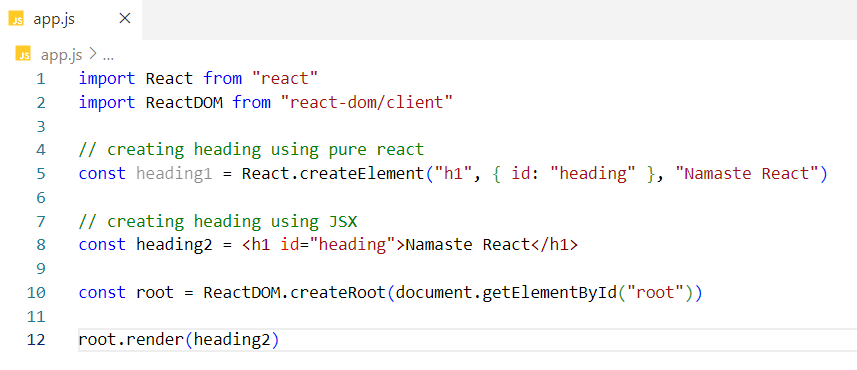 JS app.js ×
JS app.js > ...
1 import React from "react"
2 import ReactDOM from "react-dom/client"
3
4 // creating heading using pure react
5 const heading1 = React.createElement("h1", { id: "heading" }, "Namaste React")
6
7 // creating heading using JSX
8 const heading2 = <h1 id="heading">Namaste React</h1>
9
10 const root = ReactDOM.createRoot(document.getElementById("root"))
11
12 root.render(heading2)